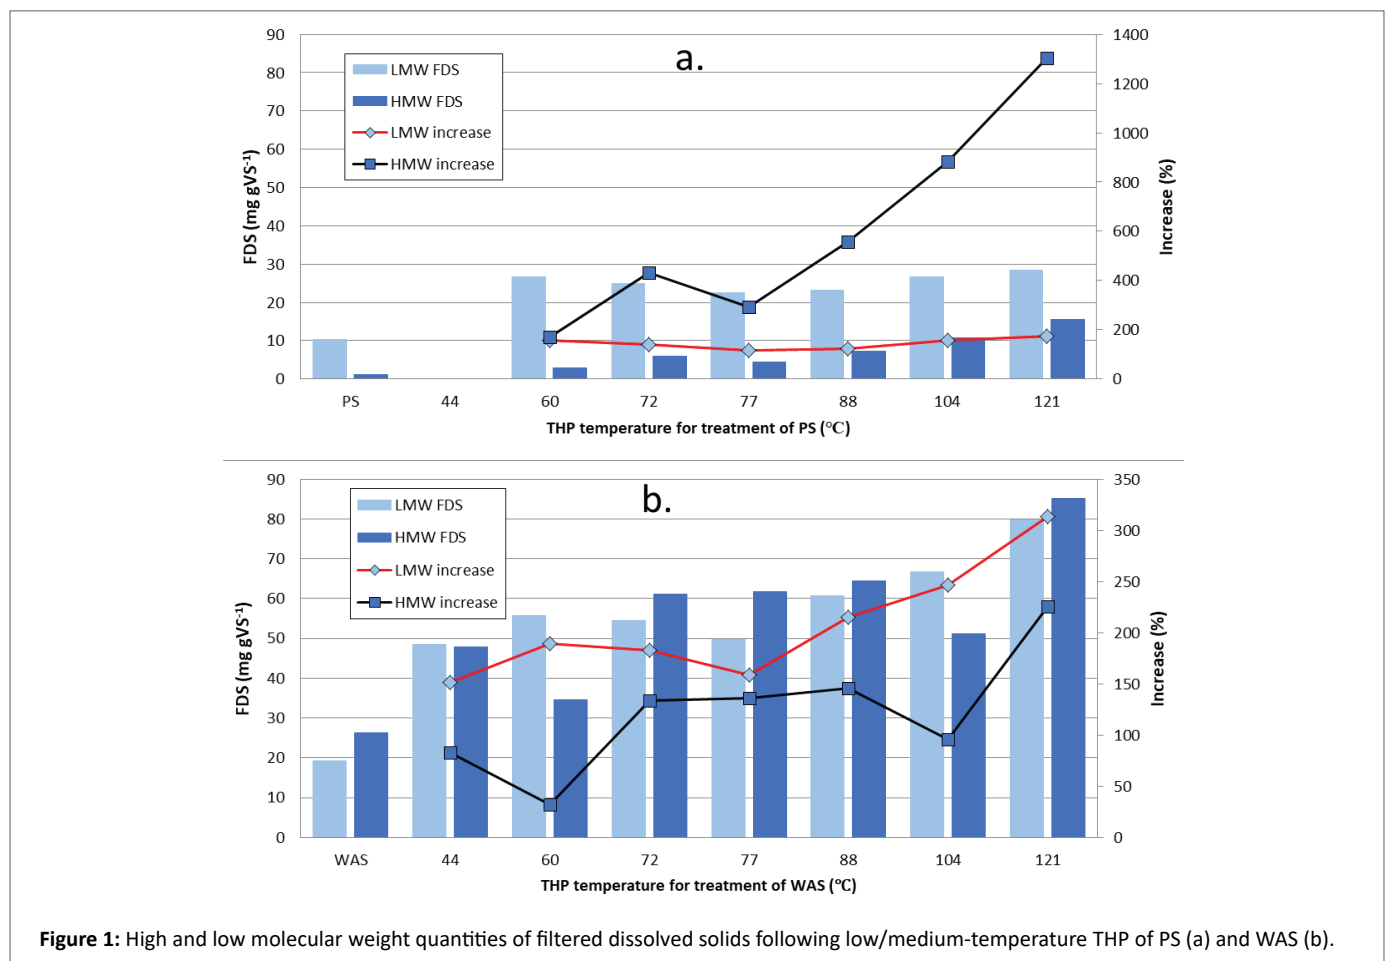 a.
90
80
70
60
50
40
30
20
10
0
FDS (mg gVS⁻¹)
LMW FDS
HMW FDS
LMW increase
HMW increase
1400
1200
1000
800
600
400
200
0
Increase (%)
PS 44 60 72 77 88 104 121
THP temperature for treatment of PS (℃)
b.
90
80
70
60
50
40
30
20
10
0
FDS (mg gVS⁻¹)
LMW FDS
HMW FDS
LMW increase
HMW increase
350
300
250
200
150
100
50
0
Increase (%)
WAS 44 60 72 77 88 104 121
THP temperature for treatment of WAS (℃)
Figure 1: High and low molecular weight quantities of filtered dissolved solids following low/medium-temperature THP of PS (a) and WAS (b).